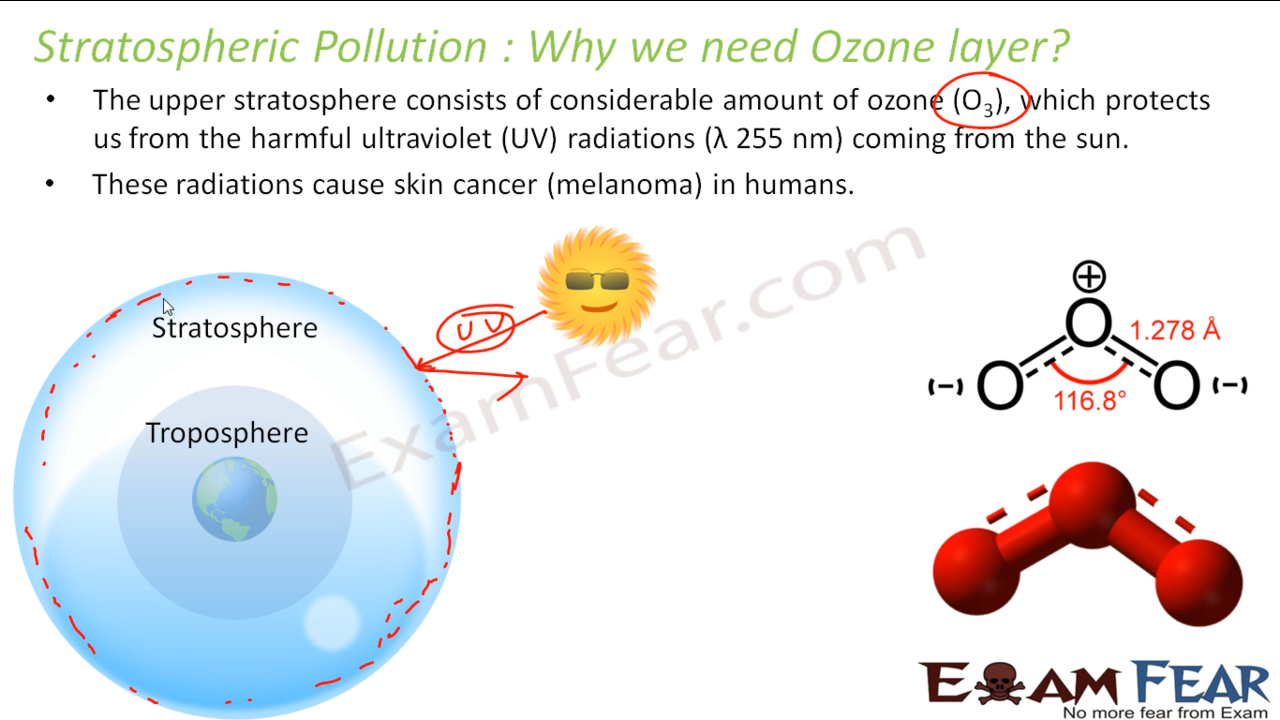 Stratospheric Pollution : Why we need Ozone layer?
• The upper stratosphere consists of considerable amount of ozone (O₃), which protects
us from the harmful ultraviolet (UV) radiations (λ 255 nm) coming from the sun.
• These radiations cause skin cancer (melanoma) in humans.
ExamFear.com
UV
Stratosphere
Troposphere
+
O
1.278 Å
(-) O O (-)
116.8°
EXAM FEAR
No more fear from Exam